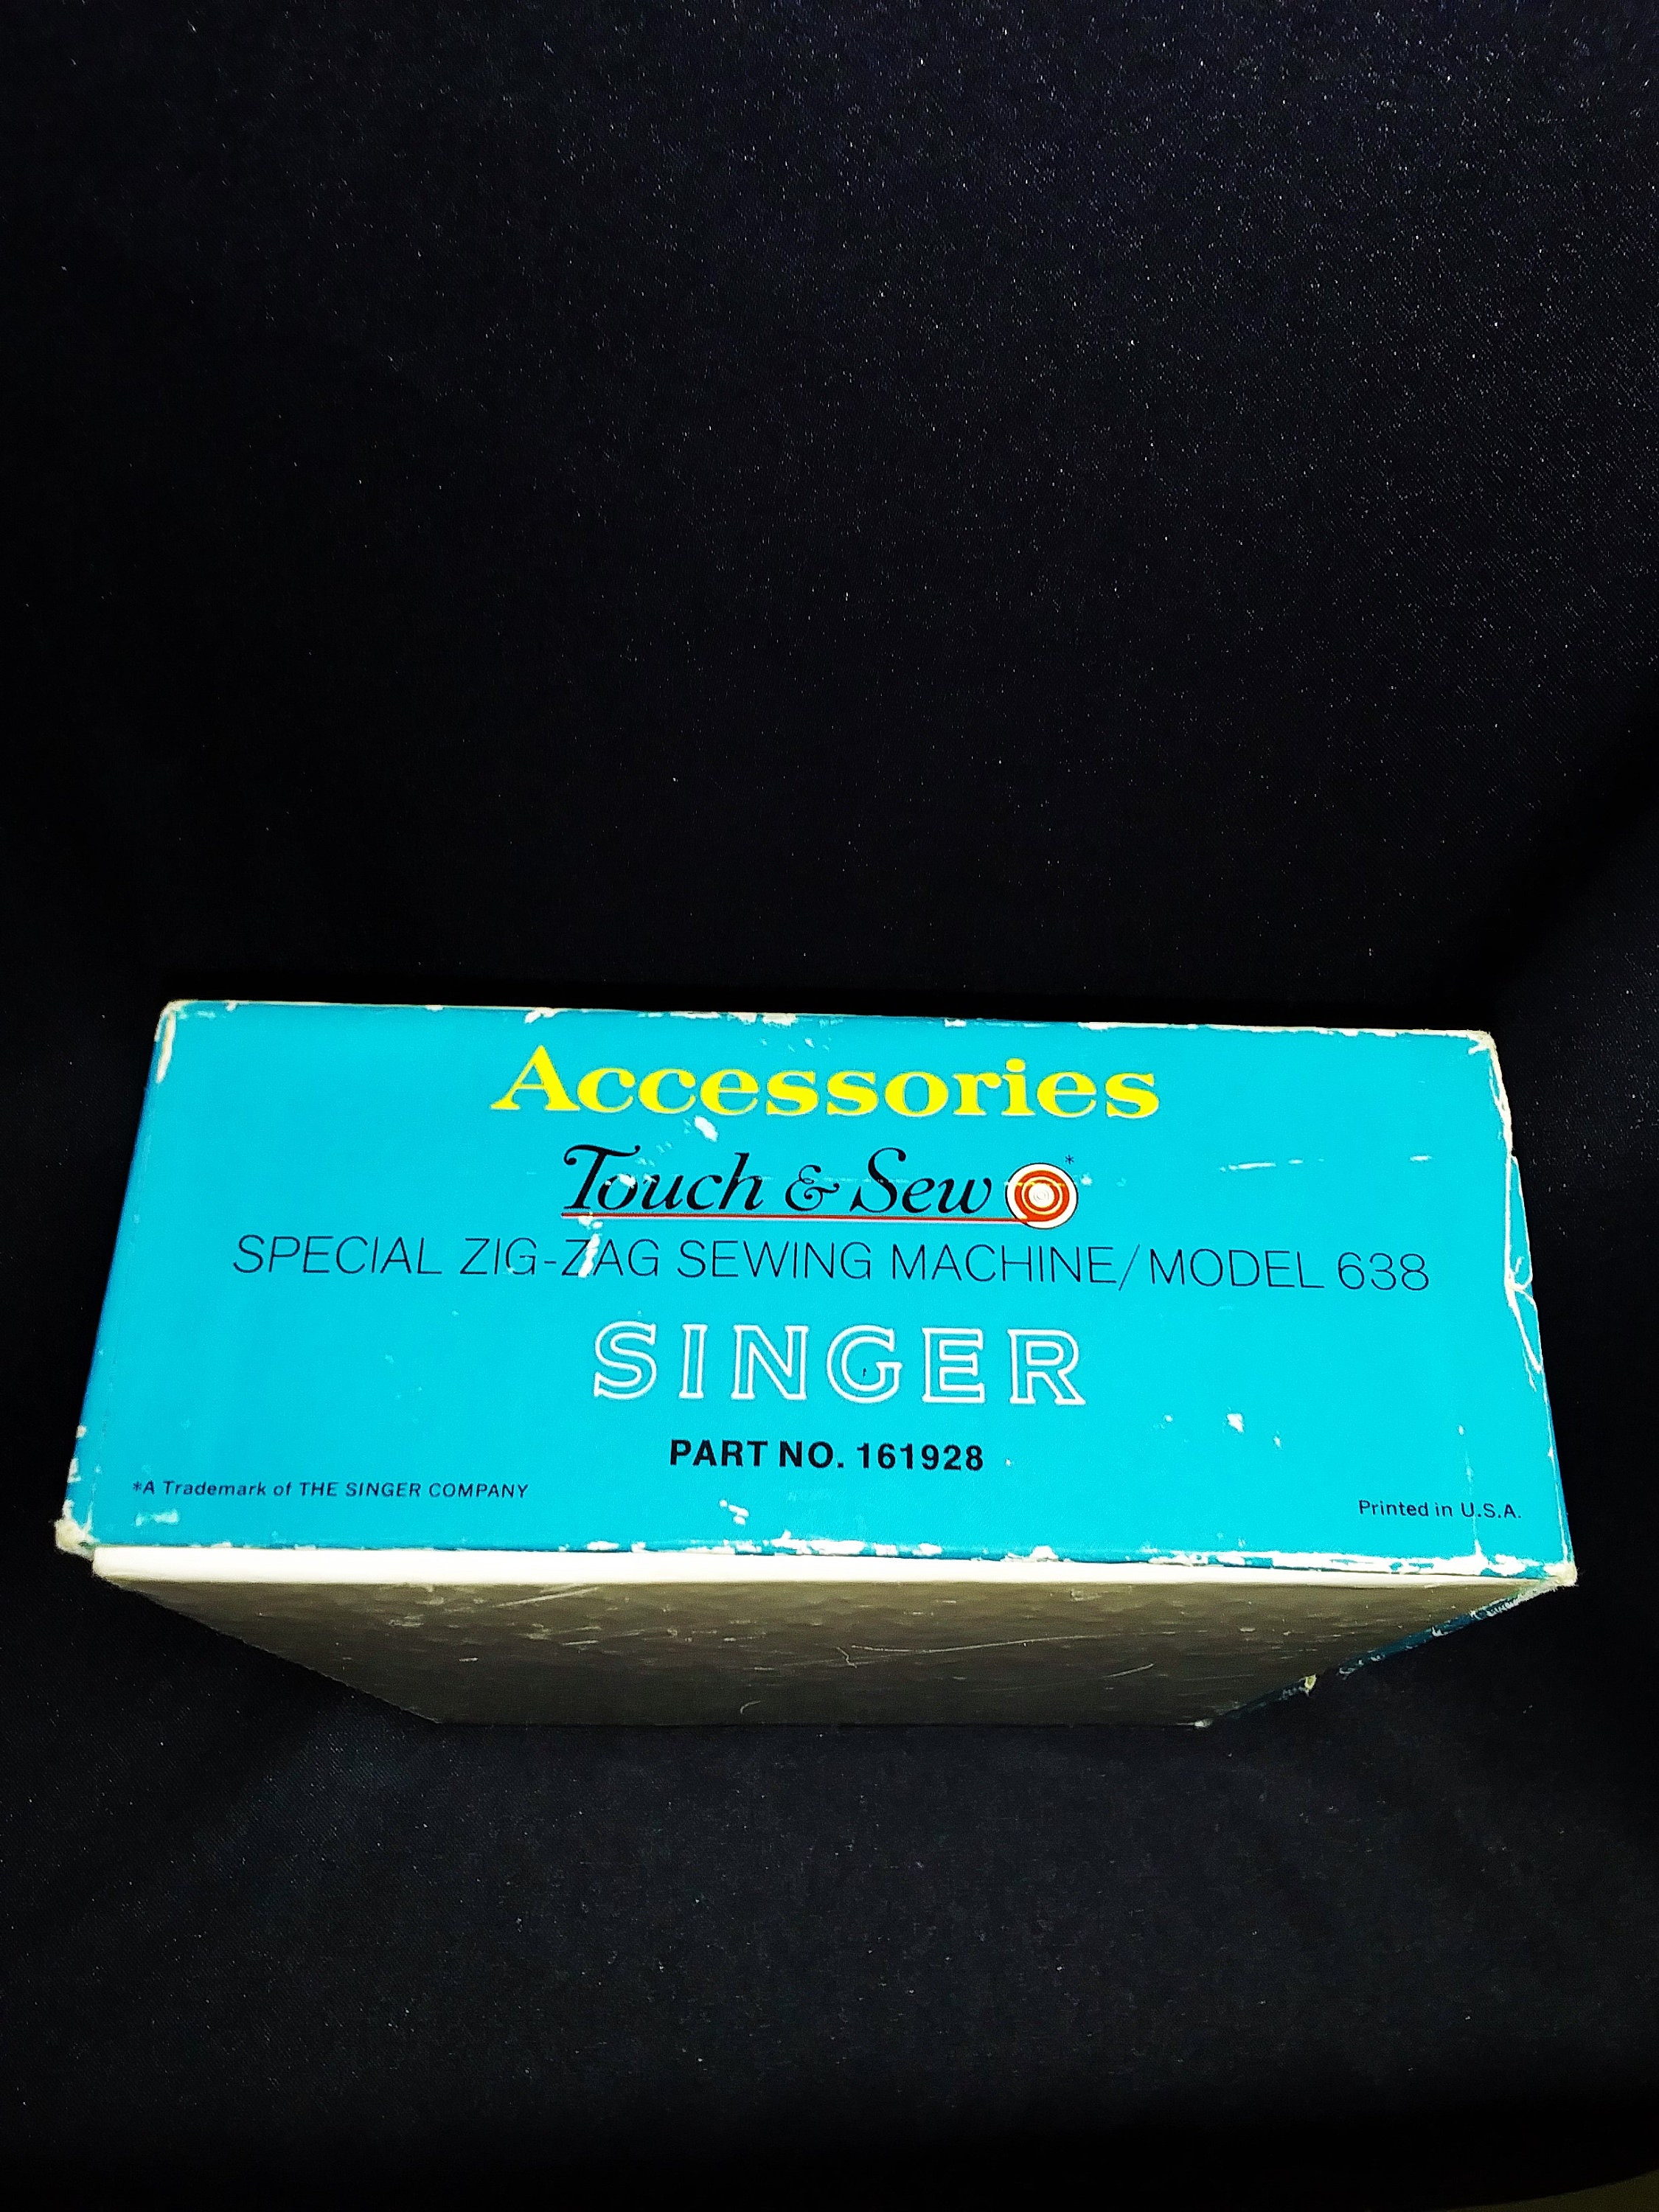 Accessories
Touch & Sew*
SPECIAL ZIG-ZAG SEWING MACHINE/MODEL 638
SINGER
PART NO. 161928
*A Trademark of THE SINGER COMPANY
Printed in U.S.A.